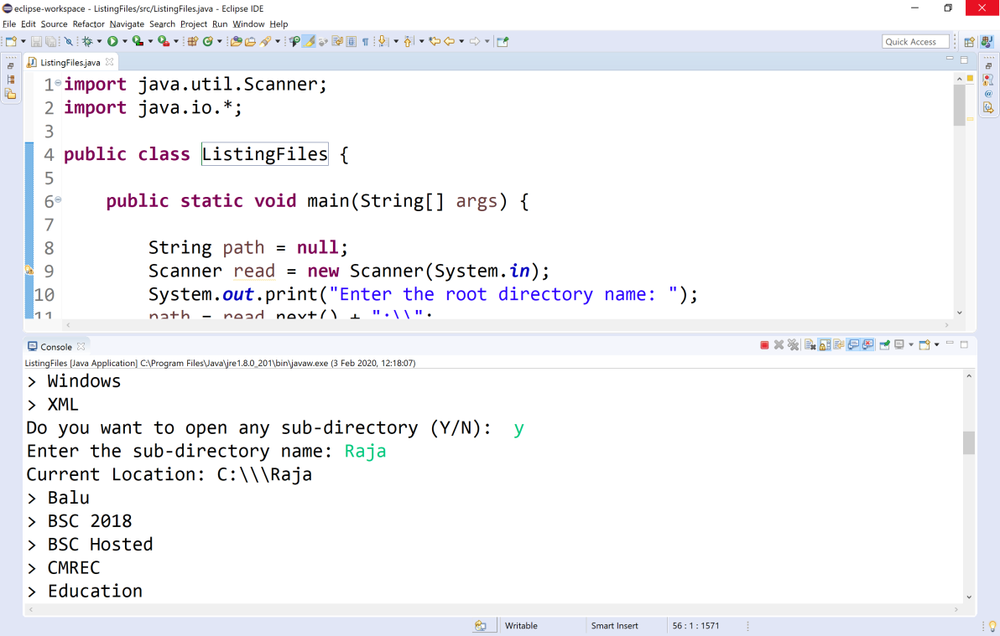 eclipse-workspace - ListingFiles/src/ListingFiles.java - Eclipse IDE
File Edit Source Refactor Navigate Search Project Run Window Help
Quick Access
ListingFiles.java
1 import java.util.Scanner;
2 import java.io.*;
3
4 public class ListingFiles {
5
6 public static void main(String[] args) {
7
8 String path = null;
9 Scanner read = new Scanner(System.in);
10 System.out.print("Enter the root directory name: ");
11 path = read.next() + ":\\";
Console
ListingFiles [Java Application] C:\Program Files\Java\jre1.8.0_201\bin\javaw.exe (3 Feb 2020, 12:18:07)
> Windows
> XML
Do you want to open any sub-directory (Y/N): y
Enter the sub-directory name: Raja
Current Location: C:\\\Raja
> Balu
> BSC 2018
> BSC Hosted
> CMREC
> Education
Writable Smart Insert 56 : 1 : 1571